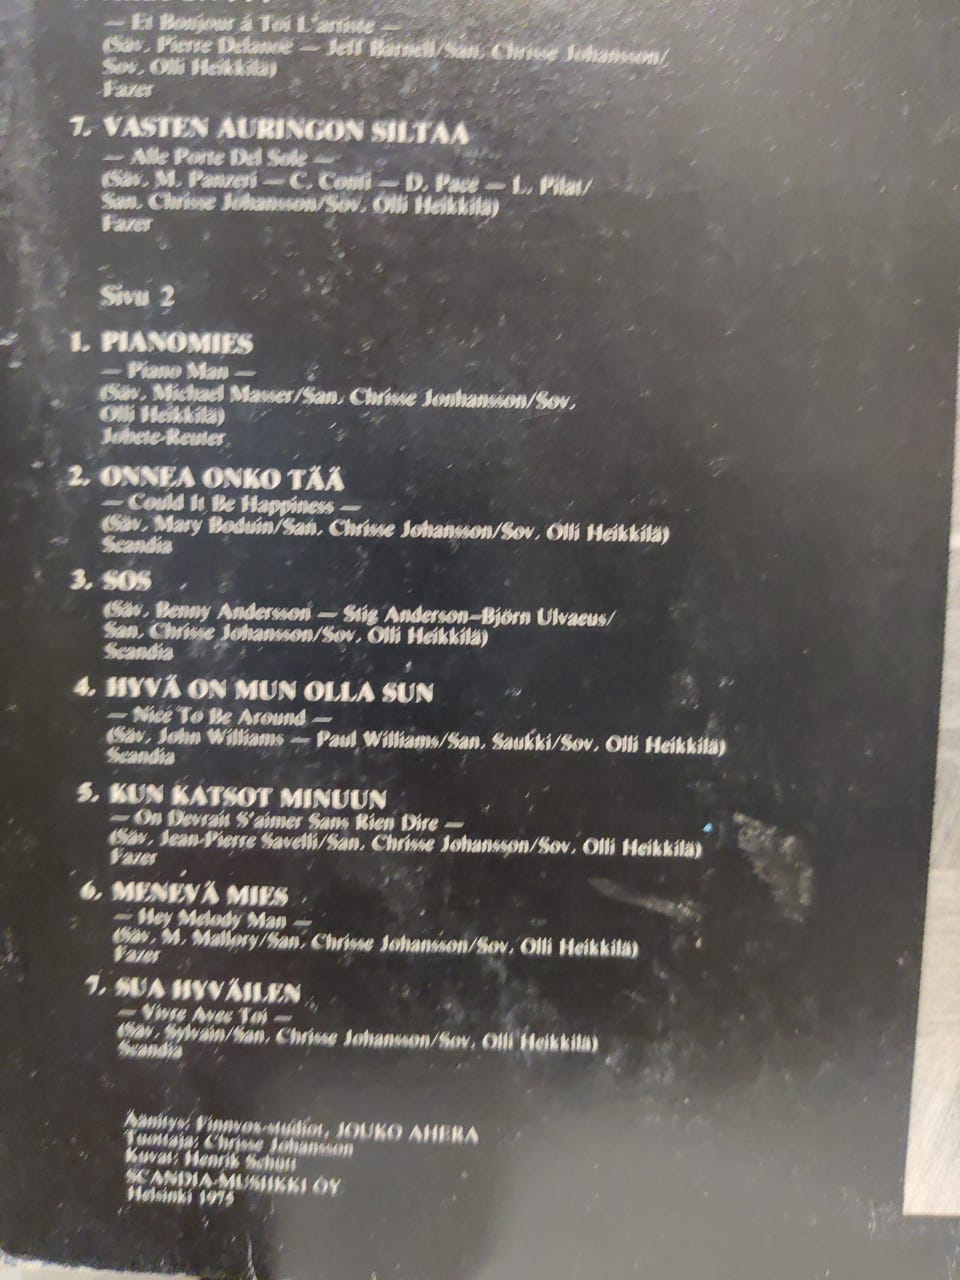 — Et Bonjour á Toi L'artiste —
(Säv. Pierre Delanoe — Jeff Barnell/San. Chrisse Johansson/
Sov. Olli Heikkilä)
Fazer
7. VASTEN AURINGON SILTAA
— Alle Porte Del Sole —
(Säv. M. Panzeri — C. Conti — D. Pace — L. Pilat/
San. Chrisse Johansson/Sov. Olli Heikkilä)
Fazer
Sivu 2
1. PIANOMIES
— Piano Man —
(Säv. Michael Masser/San. Chrisse Jonhansson/Sov.
Olli Heikkilä)
Jobete-Reuter
2. ONNEA ONKO TÄÄ
— Could It Be Happiness —
(Säv. Mary Boduin/San. Chrisse Johansson/Sov. Olli Heikkilä)
Scandia
3. SOS
(Säv. Benny Andersson — Stig Anderson–Björn Ulvaeus/
San. Chrisse Johansson/Sov. Olli Heikkilä)
Scandia
4. HYVÄ ON MUN OLLA SUN
— Nice To Be Around —
(Säv. John Williams — Paul Williams/San. Saukki/Sov. Olli Heikkilä)
Scandia
5. KUN KATSOT MINUUN
— On Devrait S'aimer Sans Rien Dire —
(Säv. Jean-Pierre Savelli/San. Chrisse Johansson/Sov. Olli Heikkilä)
Fazer
6. MENEVÄ MIES
— Hey Melody Man —
(Säv. M. Mallory/San. Chrisse Johansson/Sov. Olli Heikkilä)
Fazer
7. SUA HYVÄILEN
— Vivre Avec Toi —
(Säv. Sylvain/San. Chrisse Johansson/Sov. Olli Heikkilä)
Scandia
Äänitys: Finnvox-studiot, JOUKO AHERA
Tuottaja: Chrisse Johansson
Kuvat: Henrik Schütt
SCANDIA-MUSIIKKI OY
Helsinki 1975